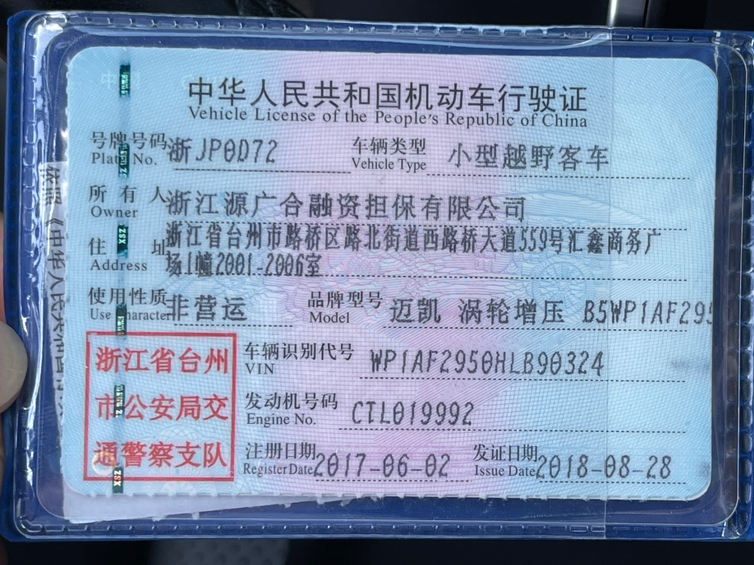 中华人民共和国机动车行驶证
Vehicle License of the People's Republic of China
号牌号码 浙JP0D72 车辆类型 小型越野客车
Plate No. Vehicle Type
所有人 浙江源广合融资担保有限公司
Owner
住址 浙江省台州市路桥区路北街道西路桥大道559号汇鑫商务广
Address 场1幢2001-2006室
使用性质 非营运 品牌型号 迈凯 涡轮增压 B5WP1AF295
Use Character Model
浙江省台州
市公安局交
通警察支队
车辆识别代号 WP1AF2950HLB90324
VIN
发动机号码 CTL019992
Engine No.
注册日期 2017-06-02 发证日期 2018-08-28
Register Date Issue Date